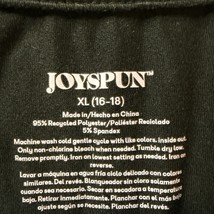 JOYSPUN™
XL (16-18)
Made in/Hecho en China
95% Recycled Polyester/Poliéster Reciclado
5% Spandex
Machine wash cold gentle cycle with like colors. Inside out.
Only non-chlorine bleach when needed. Tumble dry low.
Remove promptly. Iron on lowest setting as needed. Iron on
reverse.
Lavar a máquina en agua fría ciclo delicado con colores
similares. Del revés. Blanquear sin cloro solamente
cuando sea necesario. Secar en secadora a temperatura
baja. Retirar inmediatamente. Planchar con el más bajo
ajuste según se necesite. Planchar del revés.